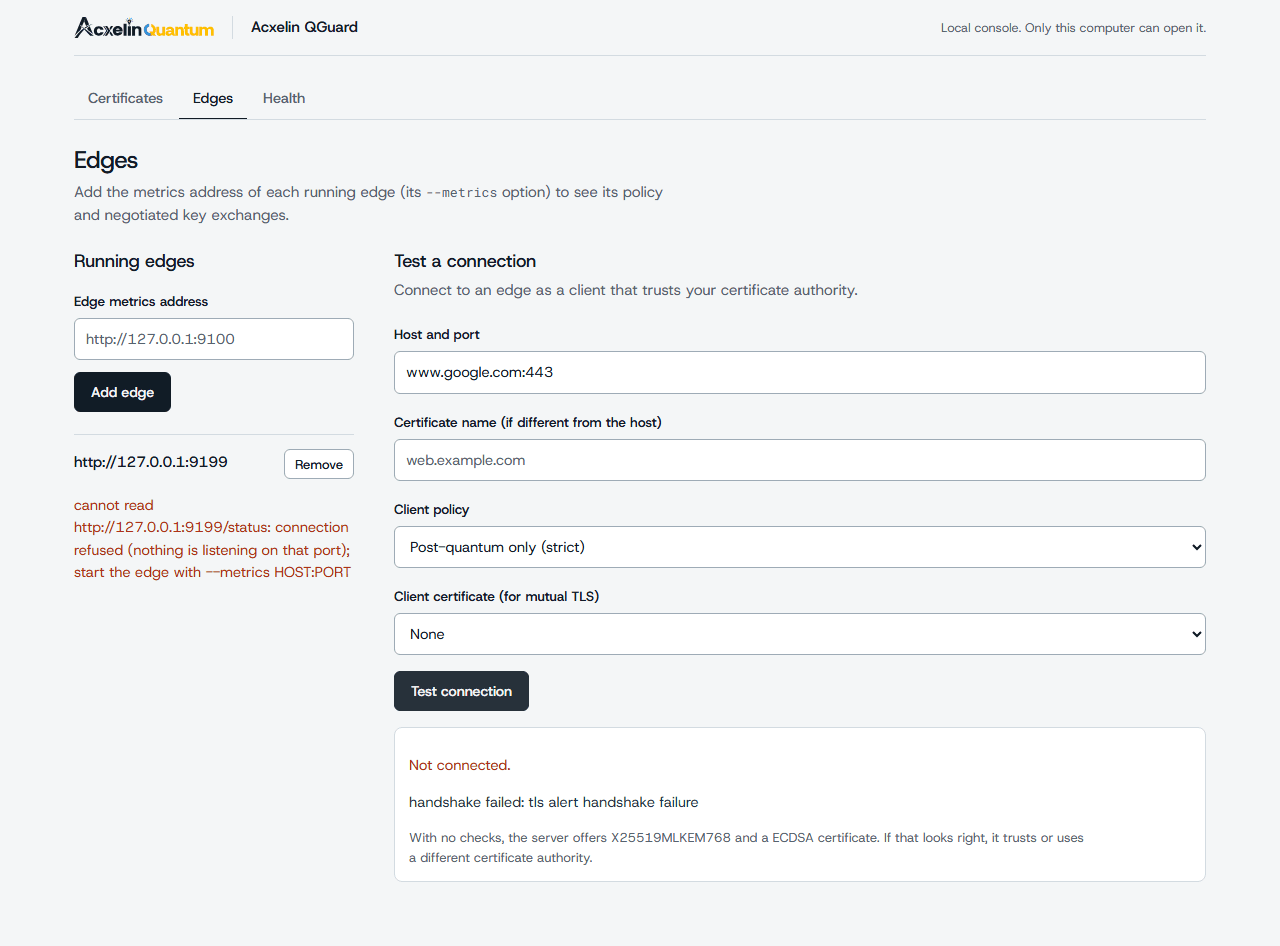 Acxelin Quantum
Acxelin QGuard
Local console. Only this computer can open it.
Certificates
Edges
Health
Edges
Add the metrics address of each running edge (its --metrics option) to see its policy
and negotiated key exchanges.
Running edges
Edge metrics address
http://127.0.0.1:9100
Add edge
http://127.0.0.1:9199
Remove
cannot read
http://127.0.0.1:9199/status: connection
refused (nothing is listening on that port);
start the edge with --metrics HOST:PORT
Test a connection
Connect to an edge as a client that trusts your certificate authority.
Host and port
www.google.com:443
Certificate name (if different from the host)
web.example.com
Client policy
Post-quantum only (strict)
Client certificate (for mutual TLS)
None
Test connection
Not connected.
handshake failed: tls alert handshake failure
With no checks, the server offers X25519MLKEM768 and a ECDSA certificate. If that looks right, it trusts or uses
a different certificate authority.